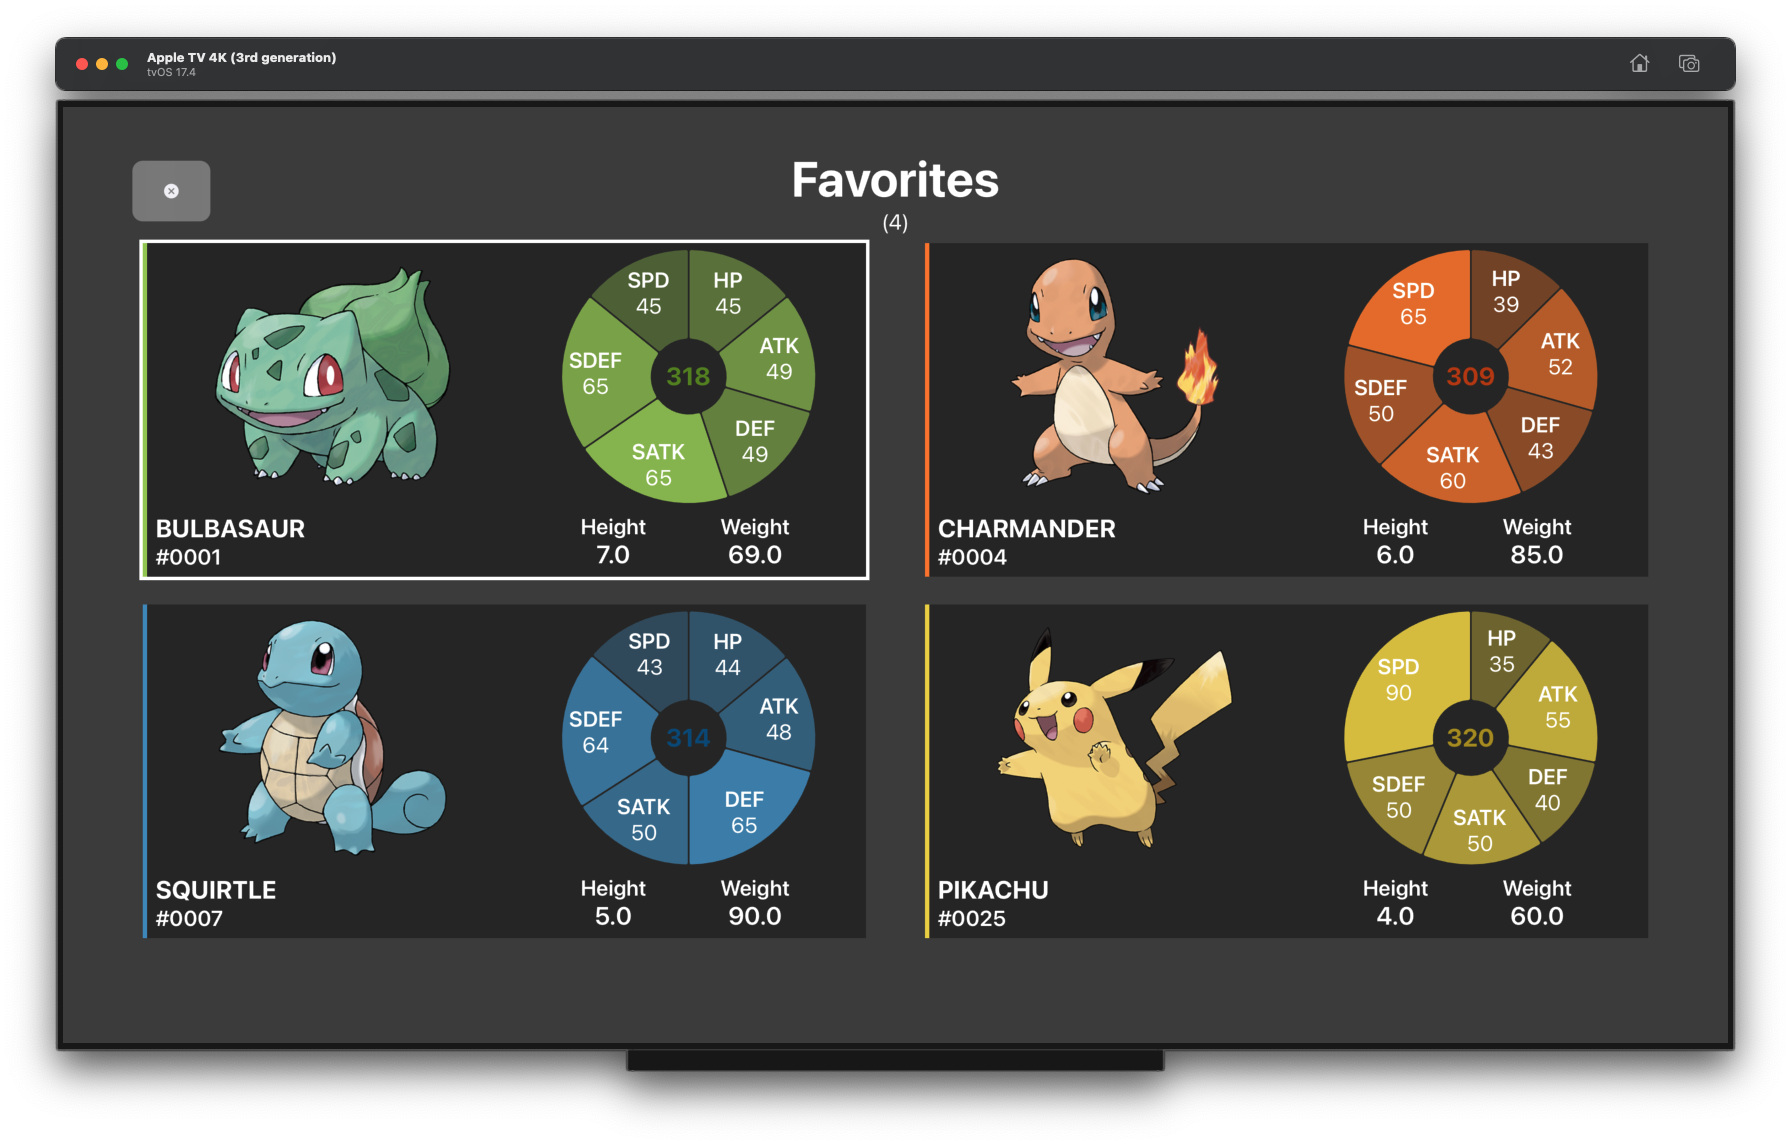 Apple TV 4K (3rd generation)
tvOS 17.4
Favorites
(4)
SPD
45
HP
45
ATK
49
DEF
49
SATK
65
SDEF
65
318
BULBASAUR
#0001
Height
7.0
Weight
69.0
SPD
65
HP
39
ATK
52
DEF
43
SATK
60
SDEF
50
309
CHARMANDER
#0004
Height
6.0
Weight
85.0
SPD
43
HP
44
ATK
48
DEF
65
SATK
50
SDEF
64
314
SQUIRTLE
#0007
Height
5.0
Weight
90.0
SPD
90
HP
35
ATK
55
DEF
40
SATK
50
SDEF
50
320
PIKACHU
#0025
Height
4.0
Weight
60.0